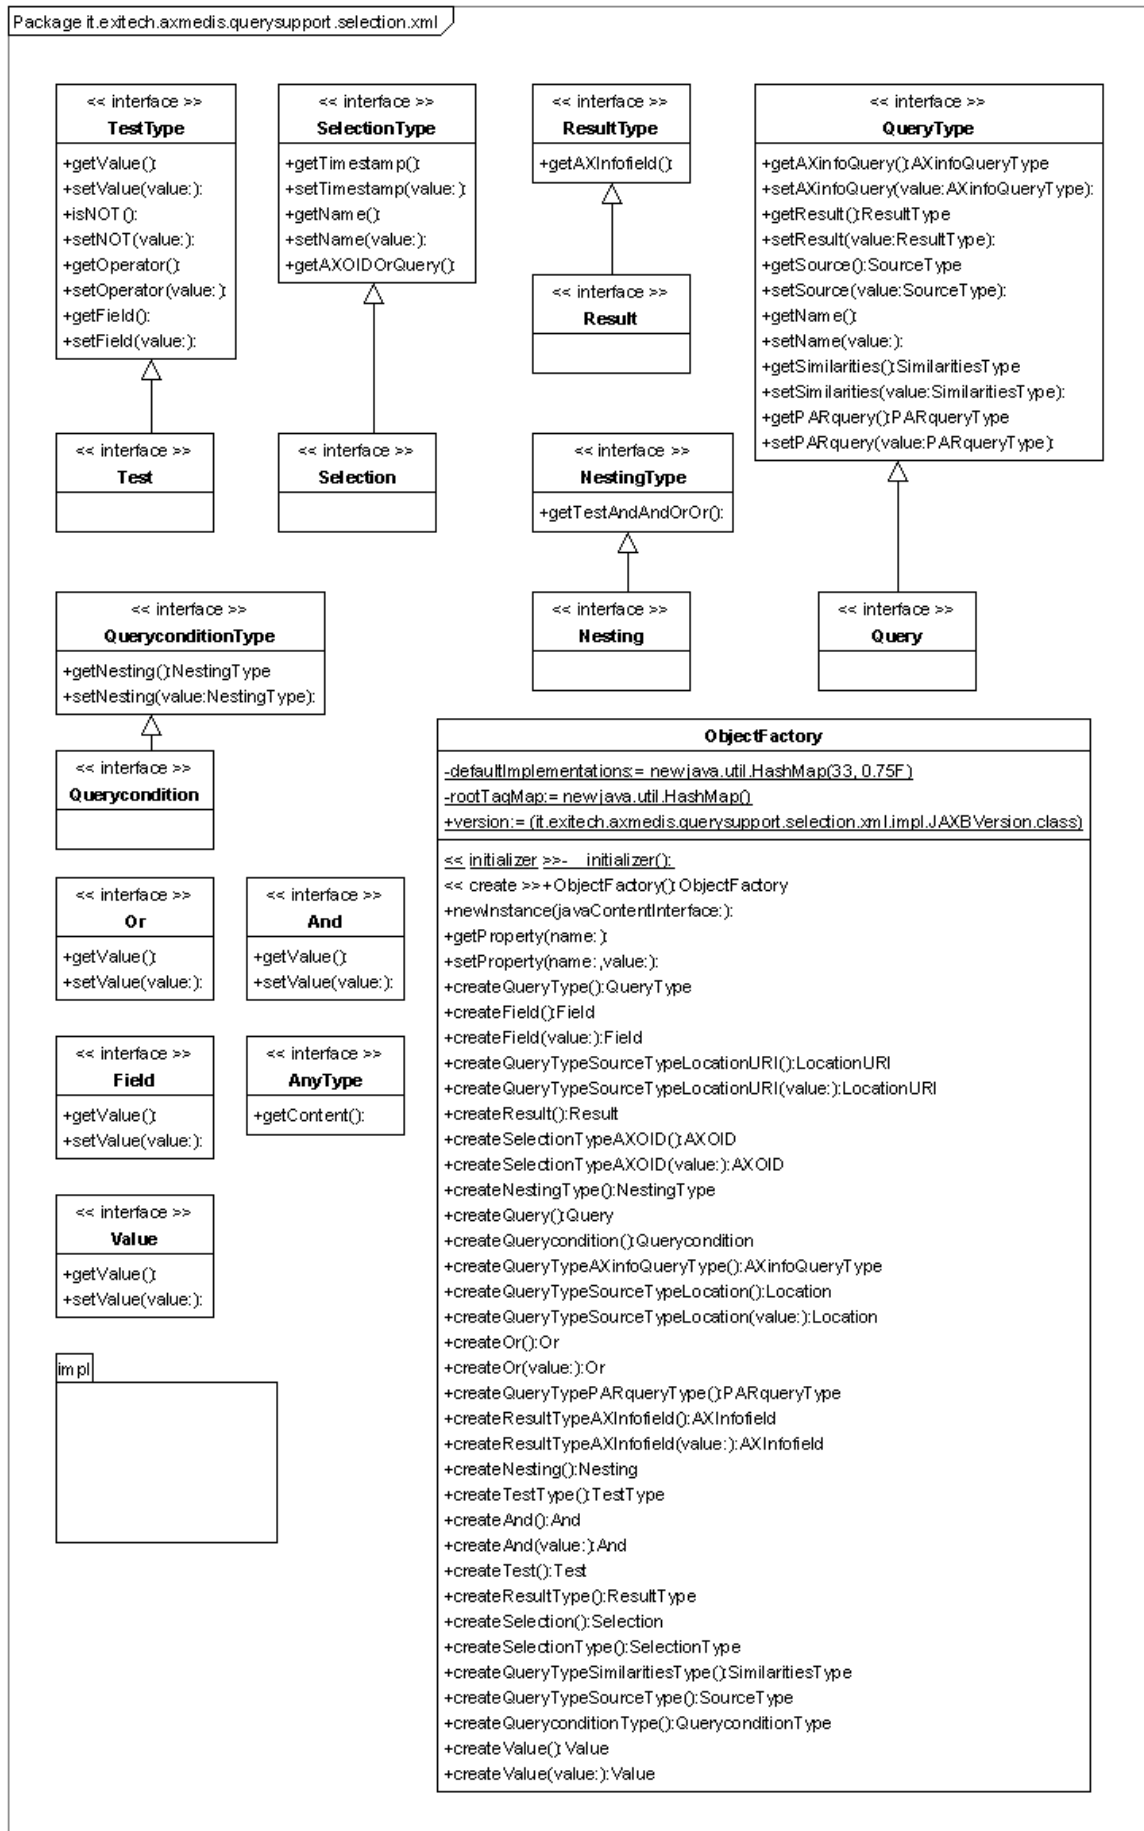 Package it.exitech.axmedis.querysupport.selection.xml
<< interface >>
TestType
+getValue():
+setValue(value:):
+isNOT():
+setNOT(value:):
+getOperator():
+setOperator(value:):
+getField():
+setField(value:):
<< interface >>
Test
<< interface >>
SelectionType
+getTimestamp():
+setTimestamp(value:):
+getName():
+setName(value:):
+getAXOIDOrQuery():
<< interface >>
Selection
<< interface >>
ResultType
+getAXInfofield():
<< interface >>
Result
<< interface >>
NestingType
+getTestAndAndOrOr():
<< interface >>
Nesting
<< interface >>
QueryType
+getAXinfoQuery():AXinfoQueryType
+setAXinfoQuery(value:AXinfoQueryType):
+getResult():ResultType
+setResult(value:ResultType):
+getSource():SourceType
+setSource(value:SourceType):
+getName():
+setName(value:):
+getSimilarities():SimilaritiesType
+setSimilarities(value:SimilaritiesType):
+getPARquery():PARqueryType
+setPARquery(value:PARqueryType):
<< interface >>
Query
<< interface >>
QueryconditionType
+getNesting():NestingType
+setNesting(value:NestingType):
<< interface >>
Querycondition
<< interface >>
Or
+getValue():
+setValue(value:):
<< interface >>
And
+getValue():
+setValue(value:):
<< interface >>
Field
+getValue():
+setValue(value:):
<< interface >>
AnyType
+getContent():
<< interface >>
Value
+getValue():
+setValue(value:):
impl
ObjectFactory
-defaultImplementations:= new java.util.HashMap(33, 0.75F)
-rootTagMap:= new java.util.HashMap()
+version:= (it.exitech.axmedis.querysupport.selection.xml.impl.JAXBVersion.class)
<< initializer >>-__initializer():
<< create >>+ObjectFactory():ObjectFactory
+newInstance(javaContentInterface:):
+getProperty(name:):
+setProperty(name:,value:):
+createQueryType():QueryType
+createField():Field
+createField(value:):Field
+createQueryTypeSourceTypeLocationURI():LocationURI
+createQueryTypeSourceTypeLocationURI(value:):LocationURI
+createResult():Result
+createSelectionTypeAXOID():AXOID
+createSelectionTypeAXOID(value:):AXOID
+createNestingType():NestingType
+createQuery():Query
+createQuerycondition():Querycondition
+createQueryTypeAXinfoQueryType():AXinfoQueryType
+createQueryTypeSourceTypeLocation():Location
+createQueryTypeSourceTypeLocation(value:):Location
+createOr():Or
+createOr(value:):Or
+createQueryTypePARqueryType():PARqueryType
+createResultTypeAXInfofield():AXInfofield
+createResultTypeAXInfofield(value:):AXInfofield
+createNesting():Nesting
+createTestType():TestType
+createAnd():And
+createAnd(value:):And
+createTest():Test
+createResultType():ResultType
+createSelection():Selection
+createSelectionType():SelectionType
+createQueryTypeSimilaritiesType():SimilaritiesType
+createQueryTypeSourceType():SourceType
+createQueryconditionType():QueryconditionType
+createValue():Value
+createValue(value:):Value